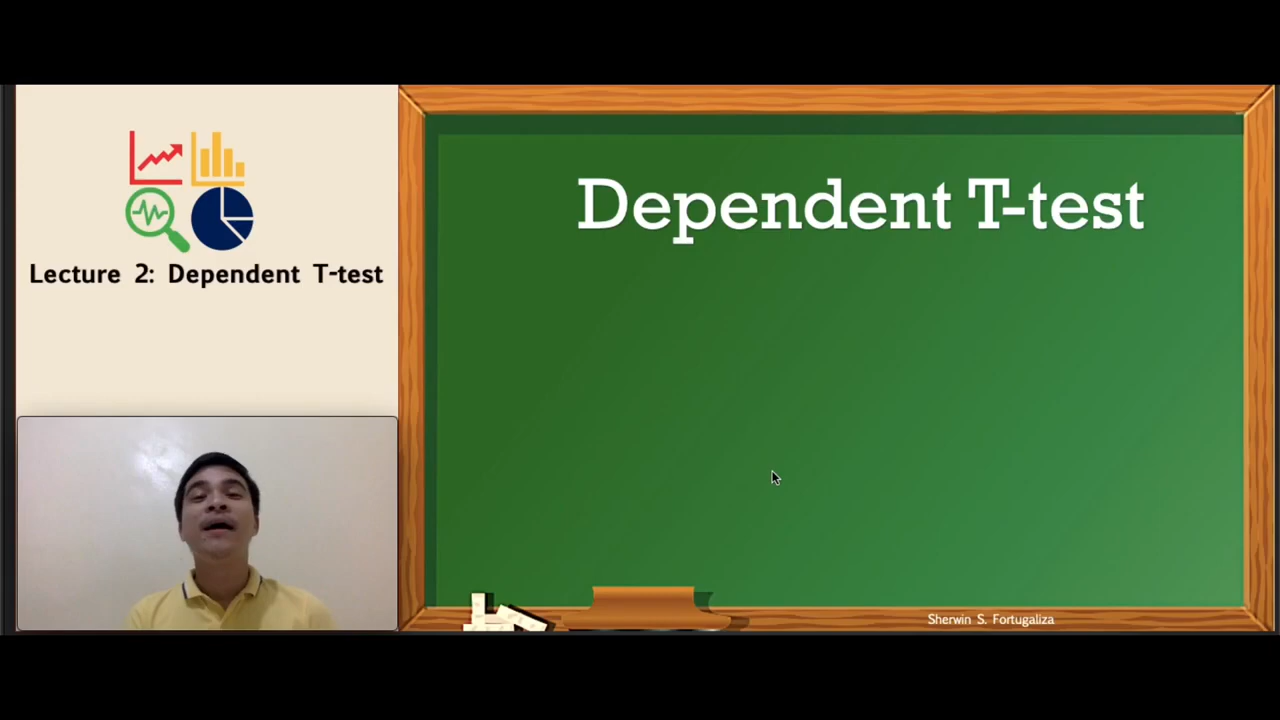 Lecture 2: Dependent T-test
Dependent T-test
Sherwin S. Fortugaliza